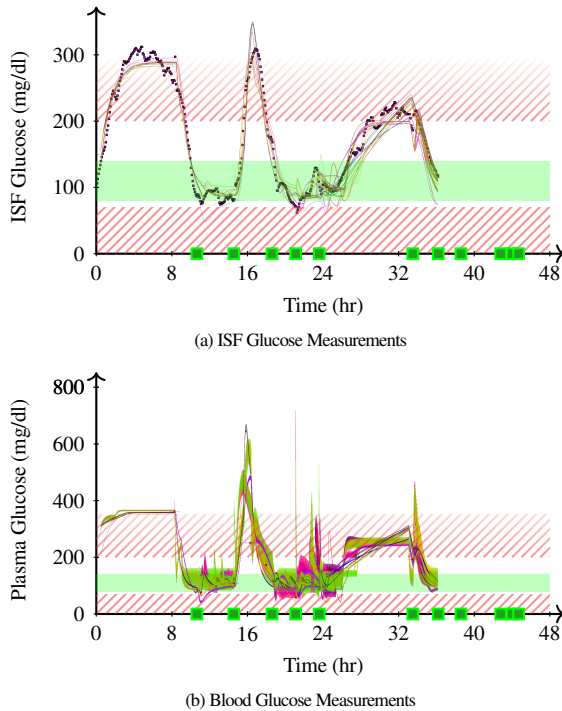 ISF Glucose (mg/dl)
300
200
100
0
0 8 16 24 32 40 48
Time (hr)
(a) ISF Glucose Measurements
Plasma Glucose (mg/dl)
800
600
400
200
0
0 8 16 24 32 40 48
Time (hr)
(b) Blood Glucose Measurements